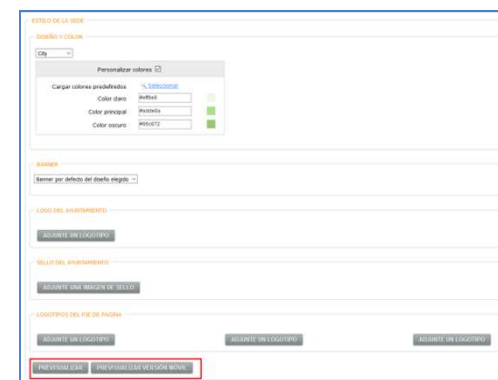 ESTILO DE LA SEDE
DISEÑO Y COLOR
City
Personalizar colores
Cargar colores predefinidos Seleccionar
Color claro
Color principal
Color oscuro
BANNER
Banner por defecto del diseño elegido
LOGO DEL AYUNTAMIENTO
ADJUNTE UN LOGOTIPO
SELLO DEL AYUNTAMIENTO
ADJUNTE UNA IMAGEN DE SELLO
LOGOTIPOS DEL PIE DE PAGINA
ADJUNTE UN LOGOTIPO ADJUNTE UN LOGOTIPO ADJUNTE UN LOGOTIPO
PREVISUALIZAR PREVISUALIZAR VERSIÓN MÓVIL